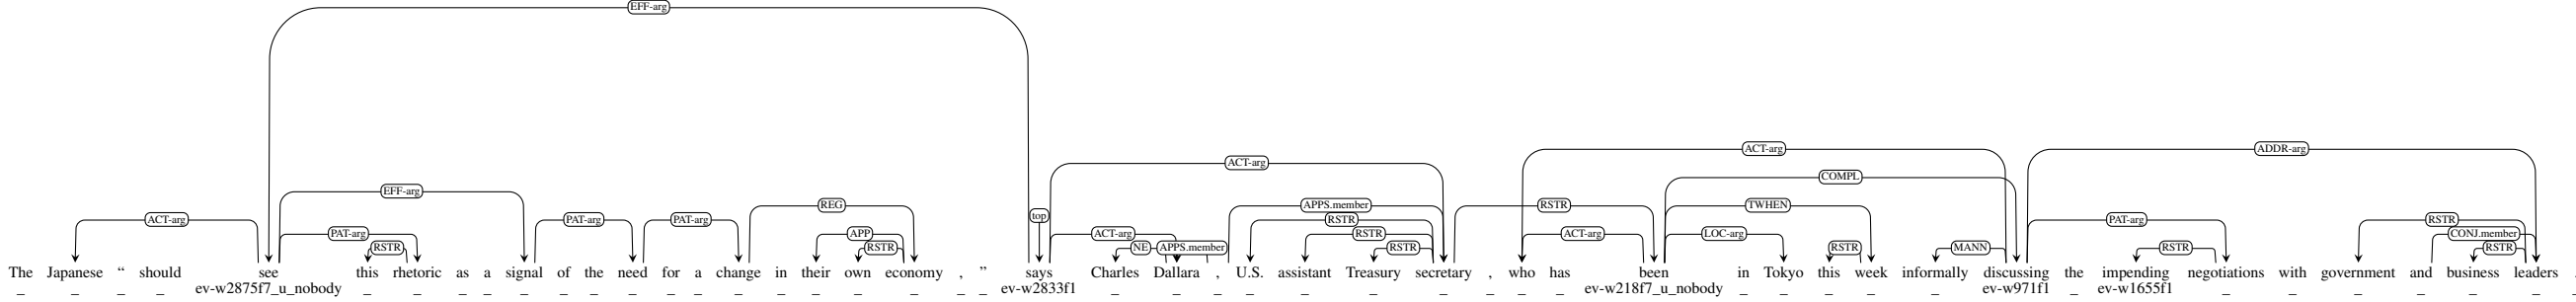 EFF-arg
ACT-arg ACT-arg ADDR-arg
COMPL
EFF-arg
REG APPS.member RSTR TWHEN
top
ACT-arg PAT-arg PAT-arg RSTR PAT-arg RSTR
PAT-arg APP ACT-arg RSTR ACT-arg LOC-arg CONJ.member
RSTR RSTR NE APPS.member RSTR RSTR MANN RSTR RSTR
The Japanese “ should see this rhetoric as a signal of the need for a change in their own economy , ” says Charles Dallara , U.S. assistant Treasury secretary , who has been in Tokyo this week informally discussing the impending negotiations with government and business leaders .
_ _ _ _ ev-w2875f7_u_nobody _ _ _ _ _ _ _ _ _ _ _ _ _ _ _ _ _ ev-w2833f1 _ _ _ _ _ _ _ _ _ _ ev-w218f7_u_nobody _ _ _ _ _ ev-w971f1 _ ev-w1655f1 _ _ _ _ _ _